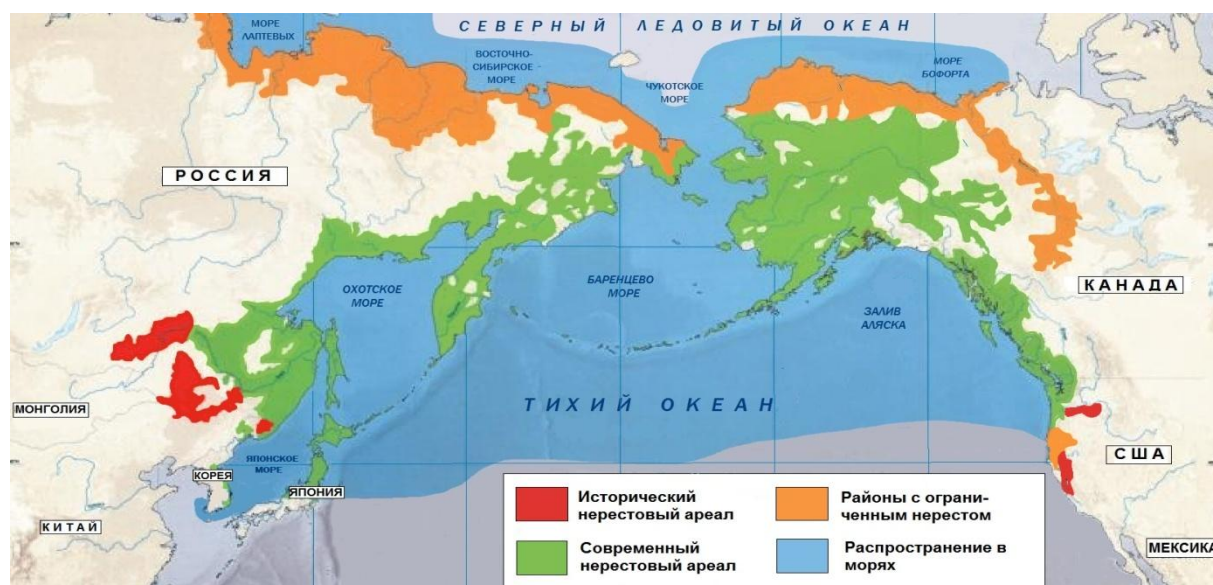 СЕВЕРНЫЙ ЛЕДОВИТЫЙ ОКЕАН
МОРЕ
ЛАПТЕВЫХ
ВОСТОЧНО-
СИБИРСКОЕ
МОРЕ
ЧУКОТСКОЕ
МОРЕ
МОРЕ
БОФОРТА
РОССИЯ
ОХОТСКОЕ
МОРЕ
БАРЕНЦЕВО
МОРЕ
ЗАЛИВ
АЛЯСКА
КАНАДА
МОНГОЛИЯ
ТИХИЙ ОКЕАН
ЯПОНСКОЕ
МОРЕ
КОРЕЯ
ЯПОНИЯ
США
КИТАЙ
МЕКСИКА
Исторический
нерестовый ареал
Современный
нерестовый ареал
Районы с ограни-
ченным нерестом
Распространение в
морях